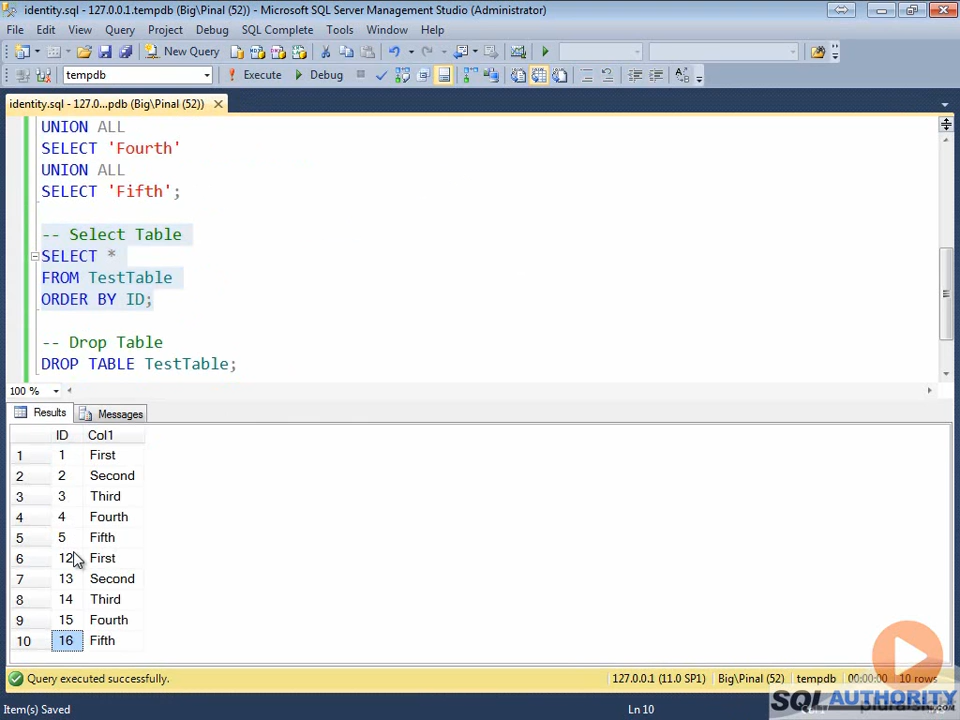 identity.sql - 127.0.0.1.tempdb (Big\Pinal (52))* - Microsoft SQL Server Management Studio (Administrator)
File Edit View Query Project Debug SQL Complete Tools Window Help
New Query
tempdb Execute Debug
identity.sql - 127.0...pdb (Big\Pinal (52))
UNION ALL
SELECT 'Fourth'
UNION ALL
SELECT 'Fifth';
-- Select Table
SELECT *
FROM TestTable
ORDER BY ID;
-- Drop Table
DROP TABLE TestTable;
100 %
Results Messages
ID Col1
1 1 First
2 2 Second
3 3 Third
4 4 Fourth
5 5 Fifth
6 12 First
7 13 Second
8 14 Third
9 15 Fourth
10 16 Fifth
Query executed successfully. 127.0.0.1 (11.0 SP1) Big\Pinal (52) tempdb 00:00:00 10 rows
SQL AUTHORITY
Item(s) Saved Ln 10